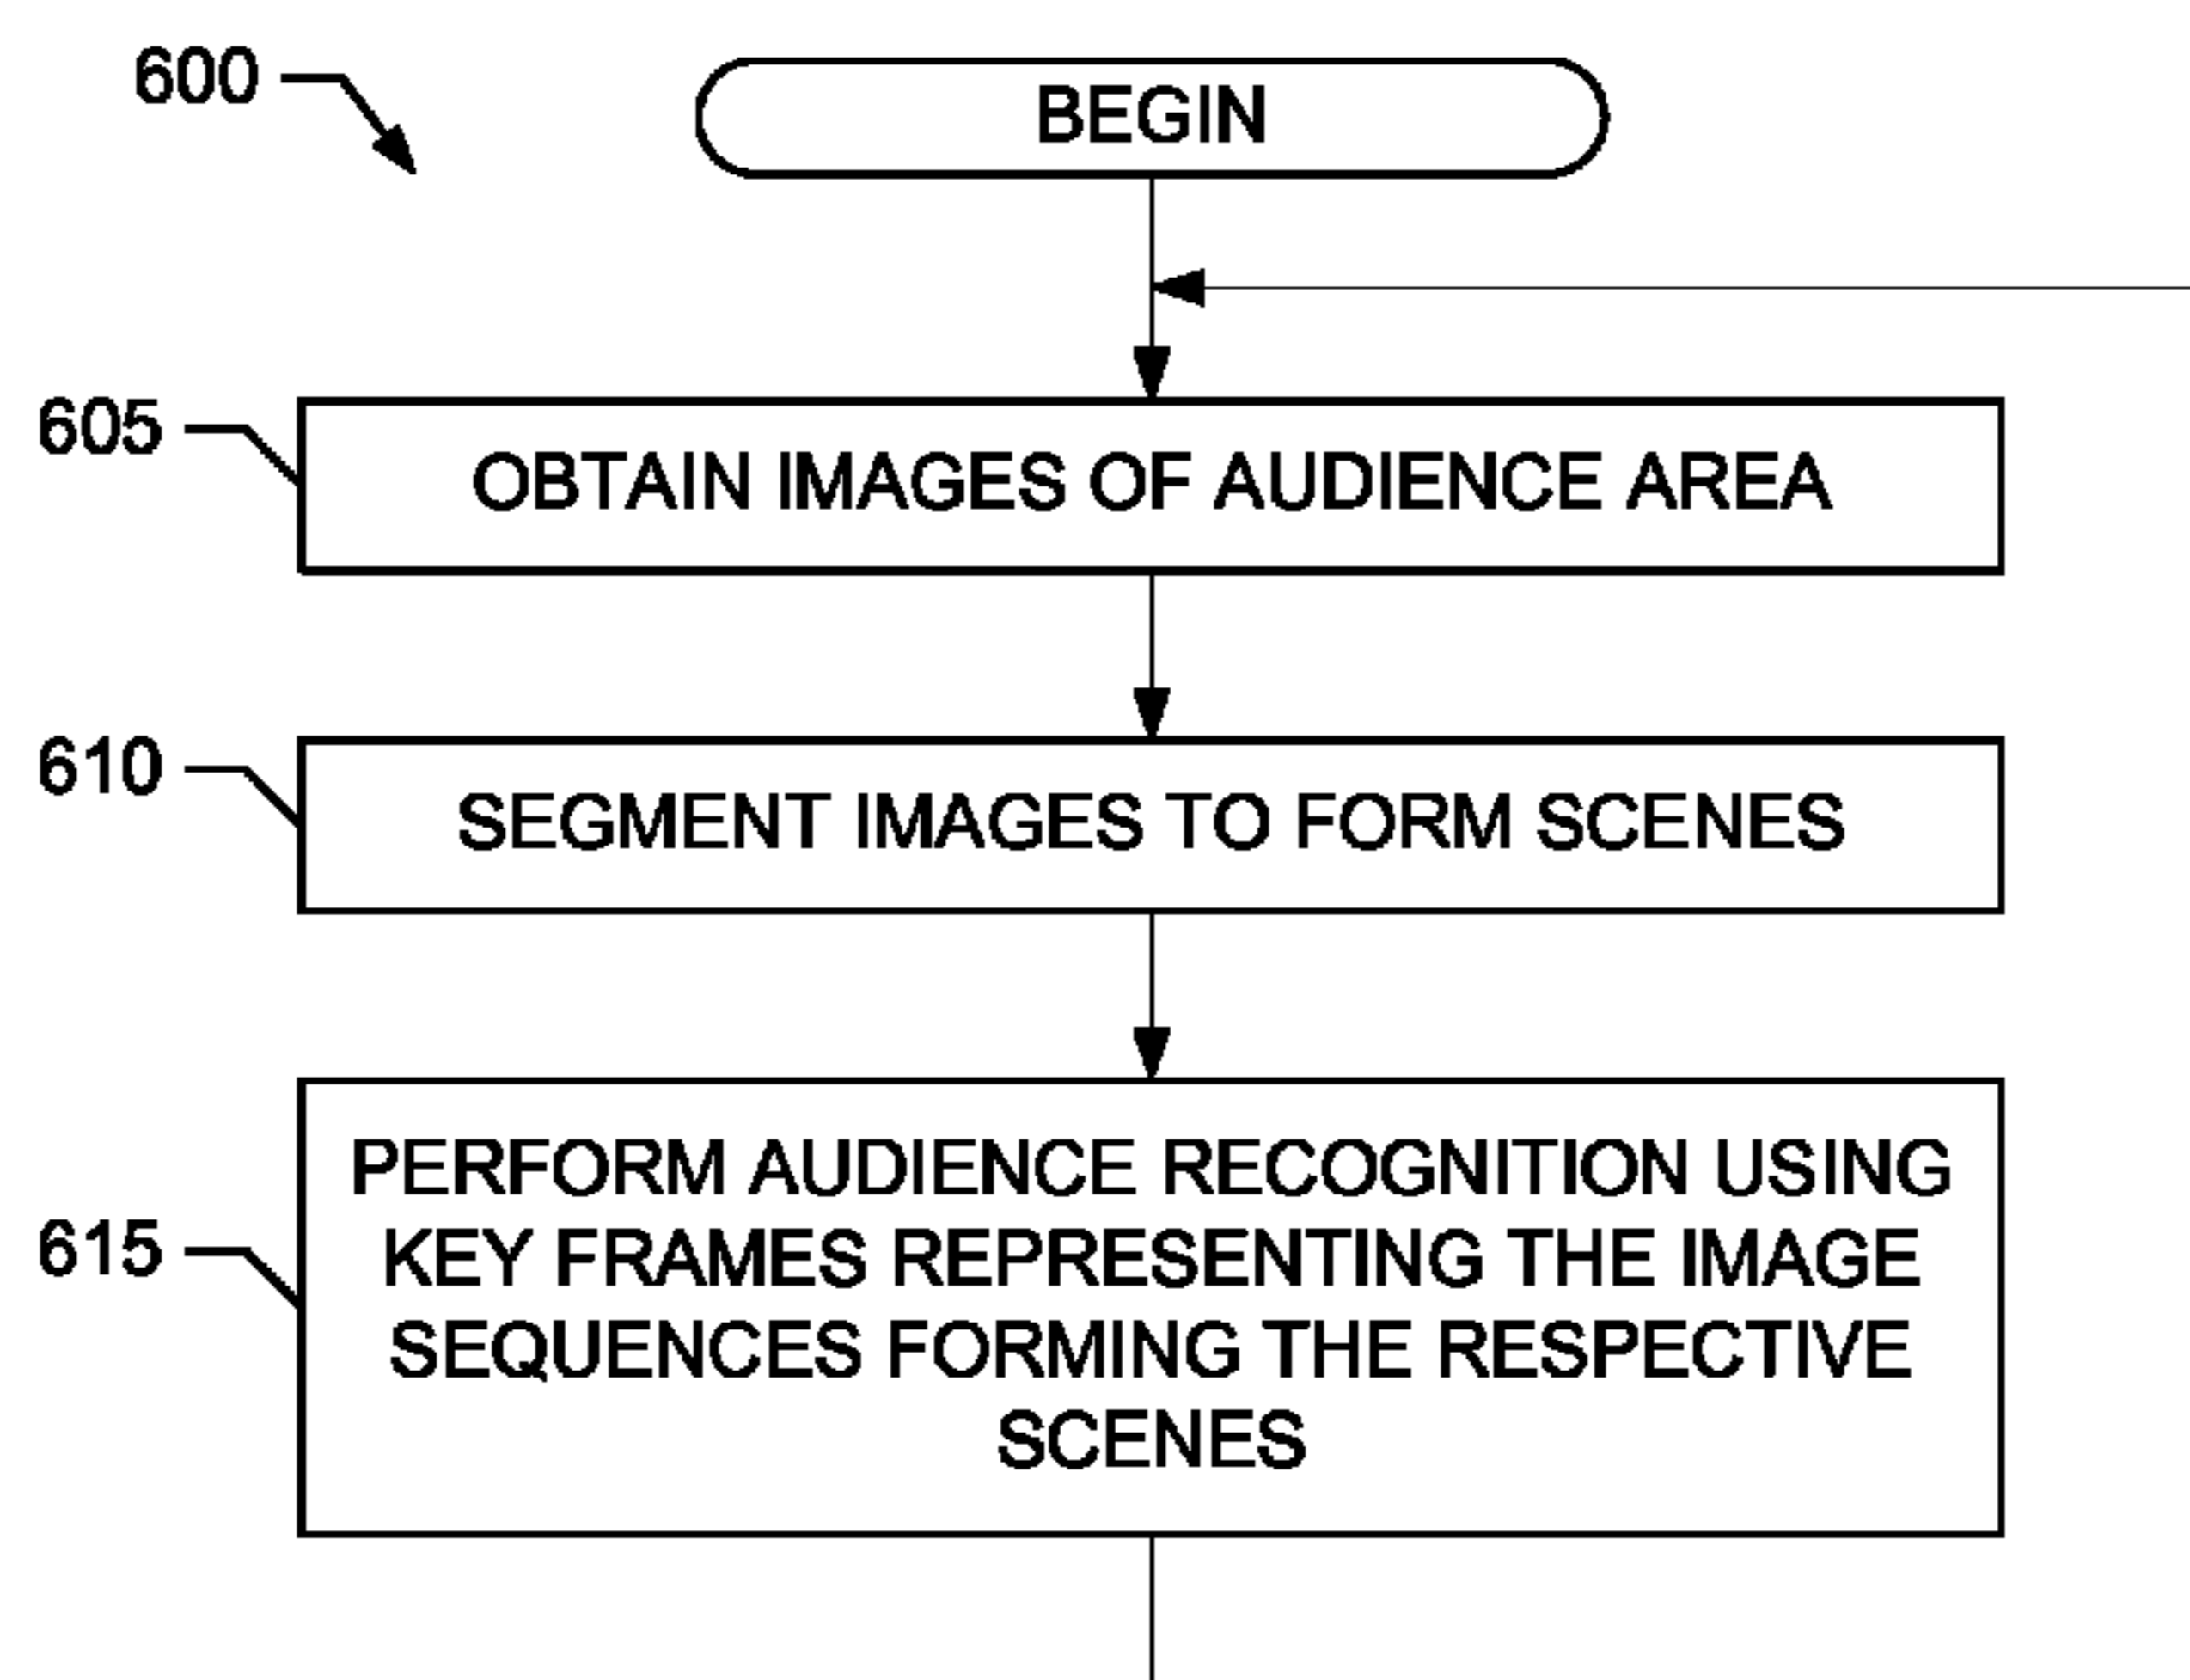 600
BEGIN
605
OBTAIN IMAGES OF AUDIENCE AREA
610
SEGMENT IMAGES TO FORM SCENES
615
PERFORM AUDIENCE RECOGNITION USING
KEY FRAMES REPRESENTING THE IMAGE
SEQUENCES FORMING THE RESPECTIVE
SCENES